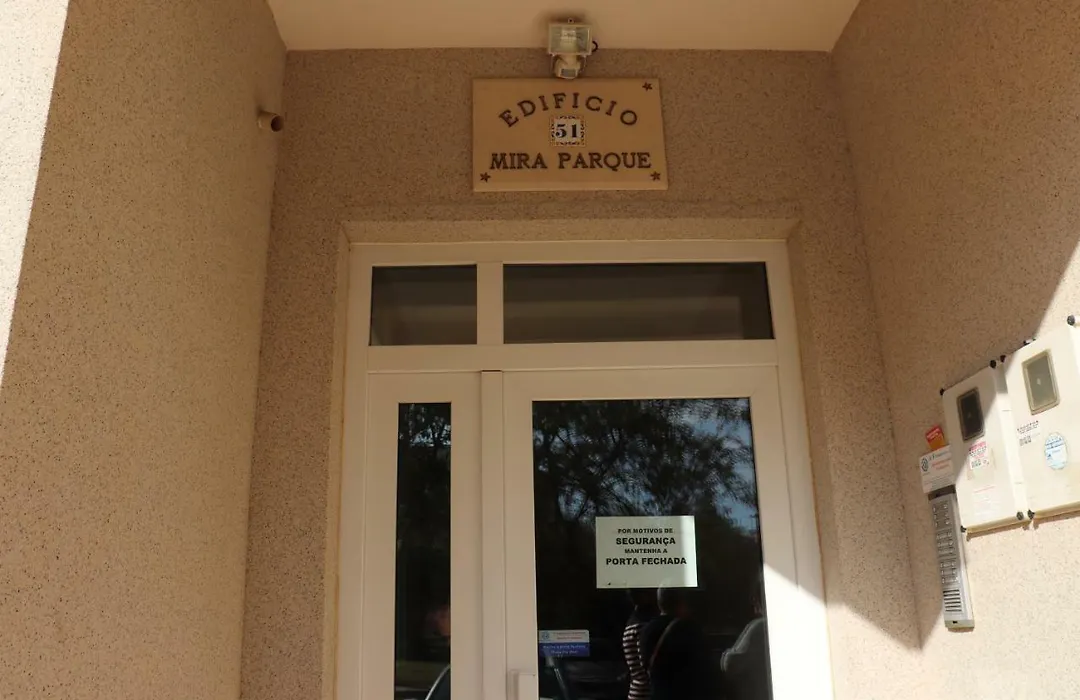 EDIFICIO
51
MIRA PARQUE
POR MOTIVOS DE
SEGURANÇA
MANTENHA A
PORTA FECHADA